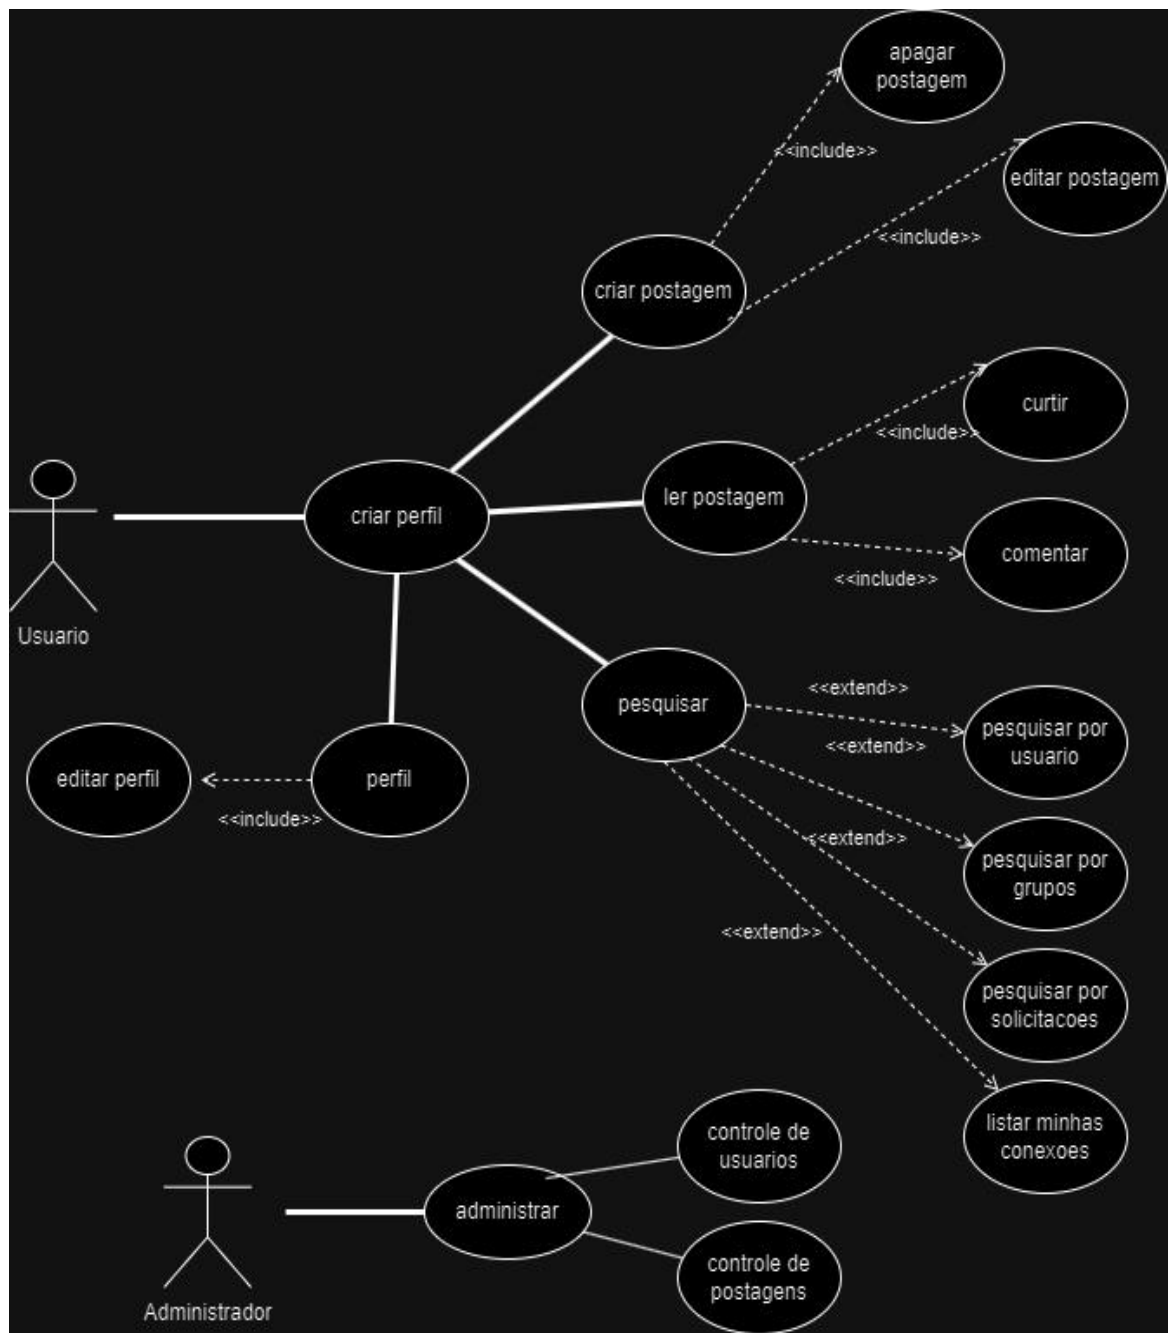 apagar
postagem
<<include>>
editar postagem
<<include>>
criar postagem
curtir
<<include>>
ler postagem
criar perfil
comentar
<<include>>
Usuario
<<extend>>
pesquisar
pesquisar por
usuario
<<extend>>
editar perfil
perfil
<<include>>
<<extend>>
pesquisar por
grupos
<<extend>>
pesquisar por
solicitacoes
listar minhas
conexoes
controle de
usuarios
administrar
controle de
postagens
Administrador